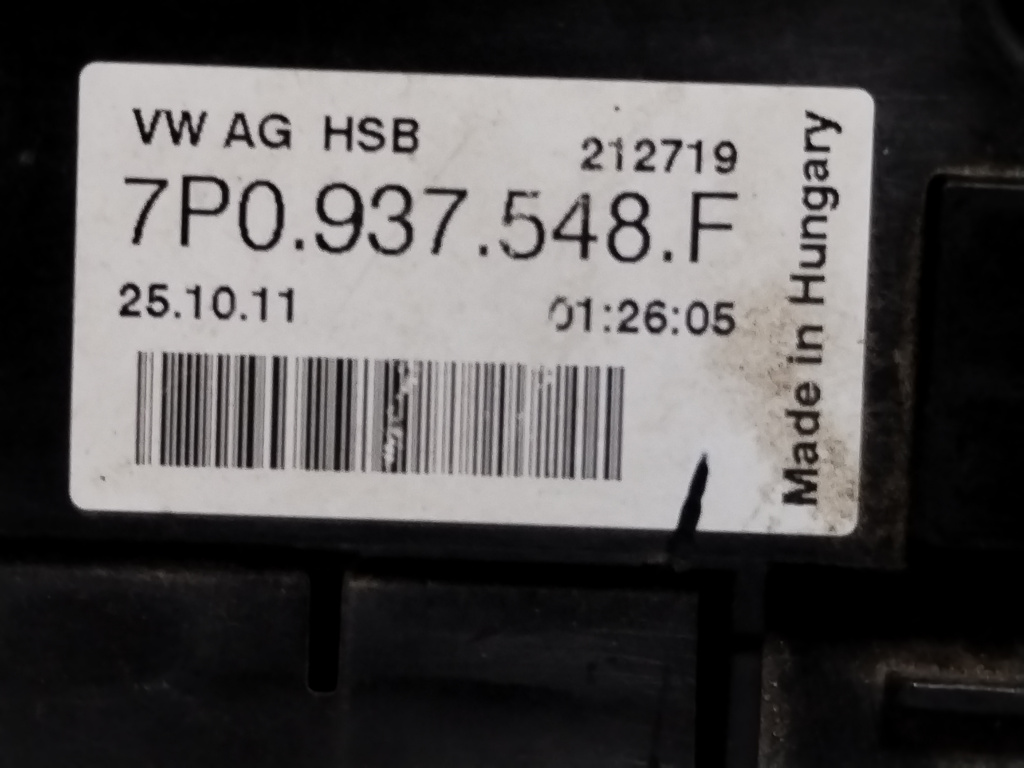 VW AG HSB
212719
7P0.937.548.F
25.10.11
01:26:05
Made in Hungary